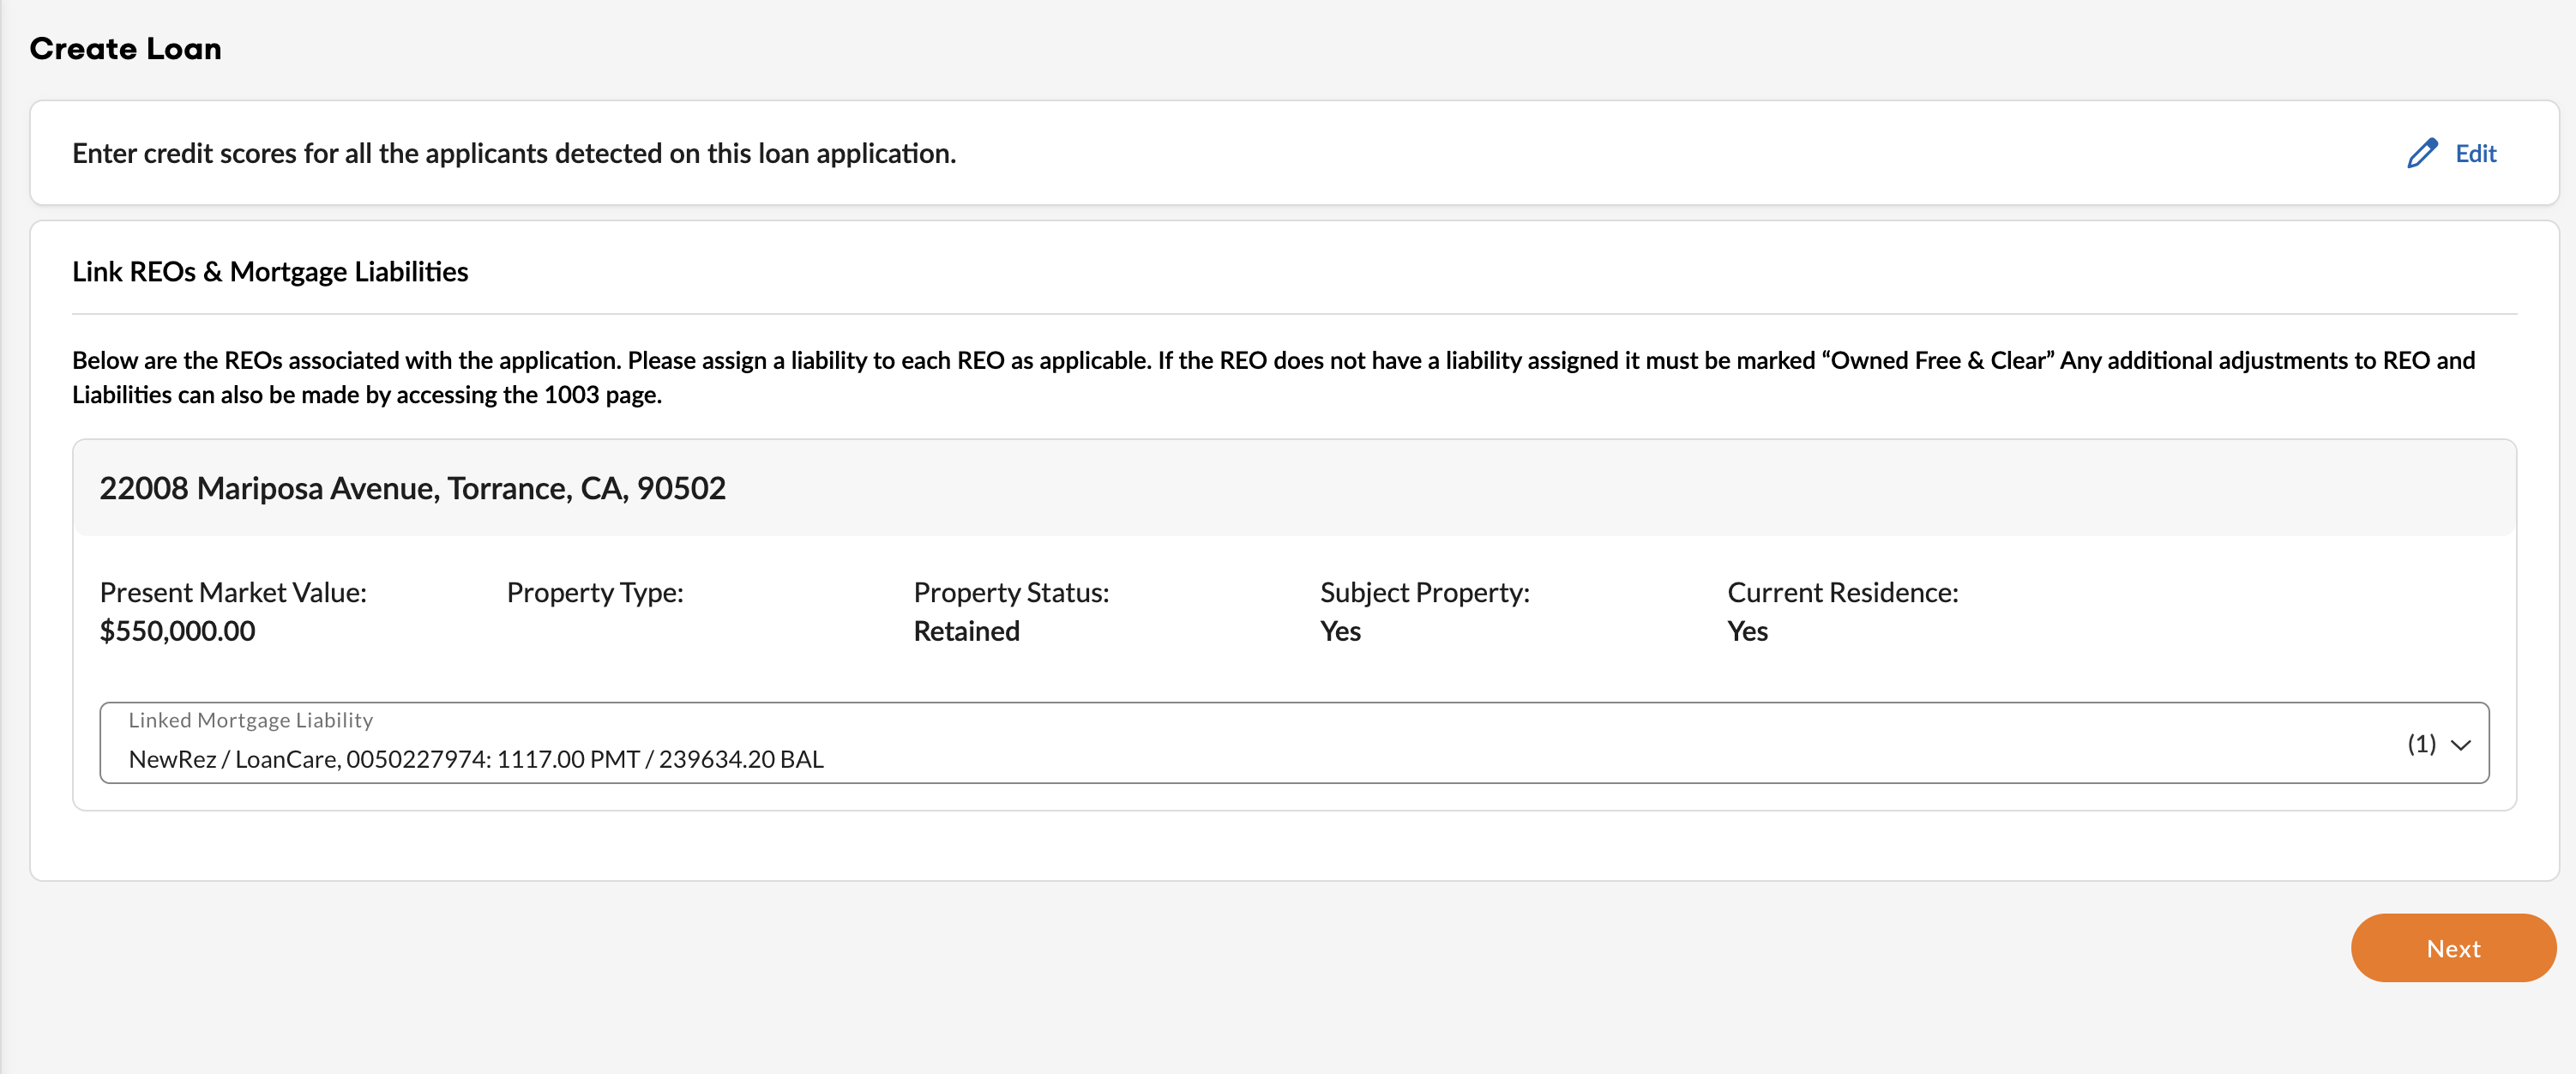 Create Loan
Enter credit scores for all the applicants detected on this loan application.
Edit
Link REOs & Mortgage Liabilities
Below are the REOs associated with the application. Please assign a liability to each REO as applicable. If the REO does not have a liability assigned it must be marked “Owned Free & Clear” Any additional adjustments to REO and
Liabilities can also be made by accessing the 1003 page.
22008 Mariposa Avenue, Torrance, CA, 90502
Present Market Value: Property Type: Property Status: Subject Property: Current Residence:
$550,000.00 Retained Yes Yes
Linked Mortgage Liability
NewRez / LoanCare, 0050227974: 1117.00 PMT / 239634.20 BAL (1)
Next